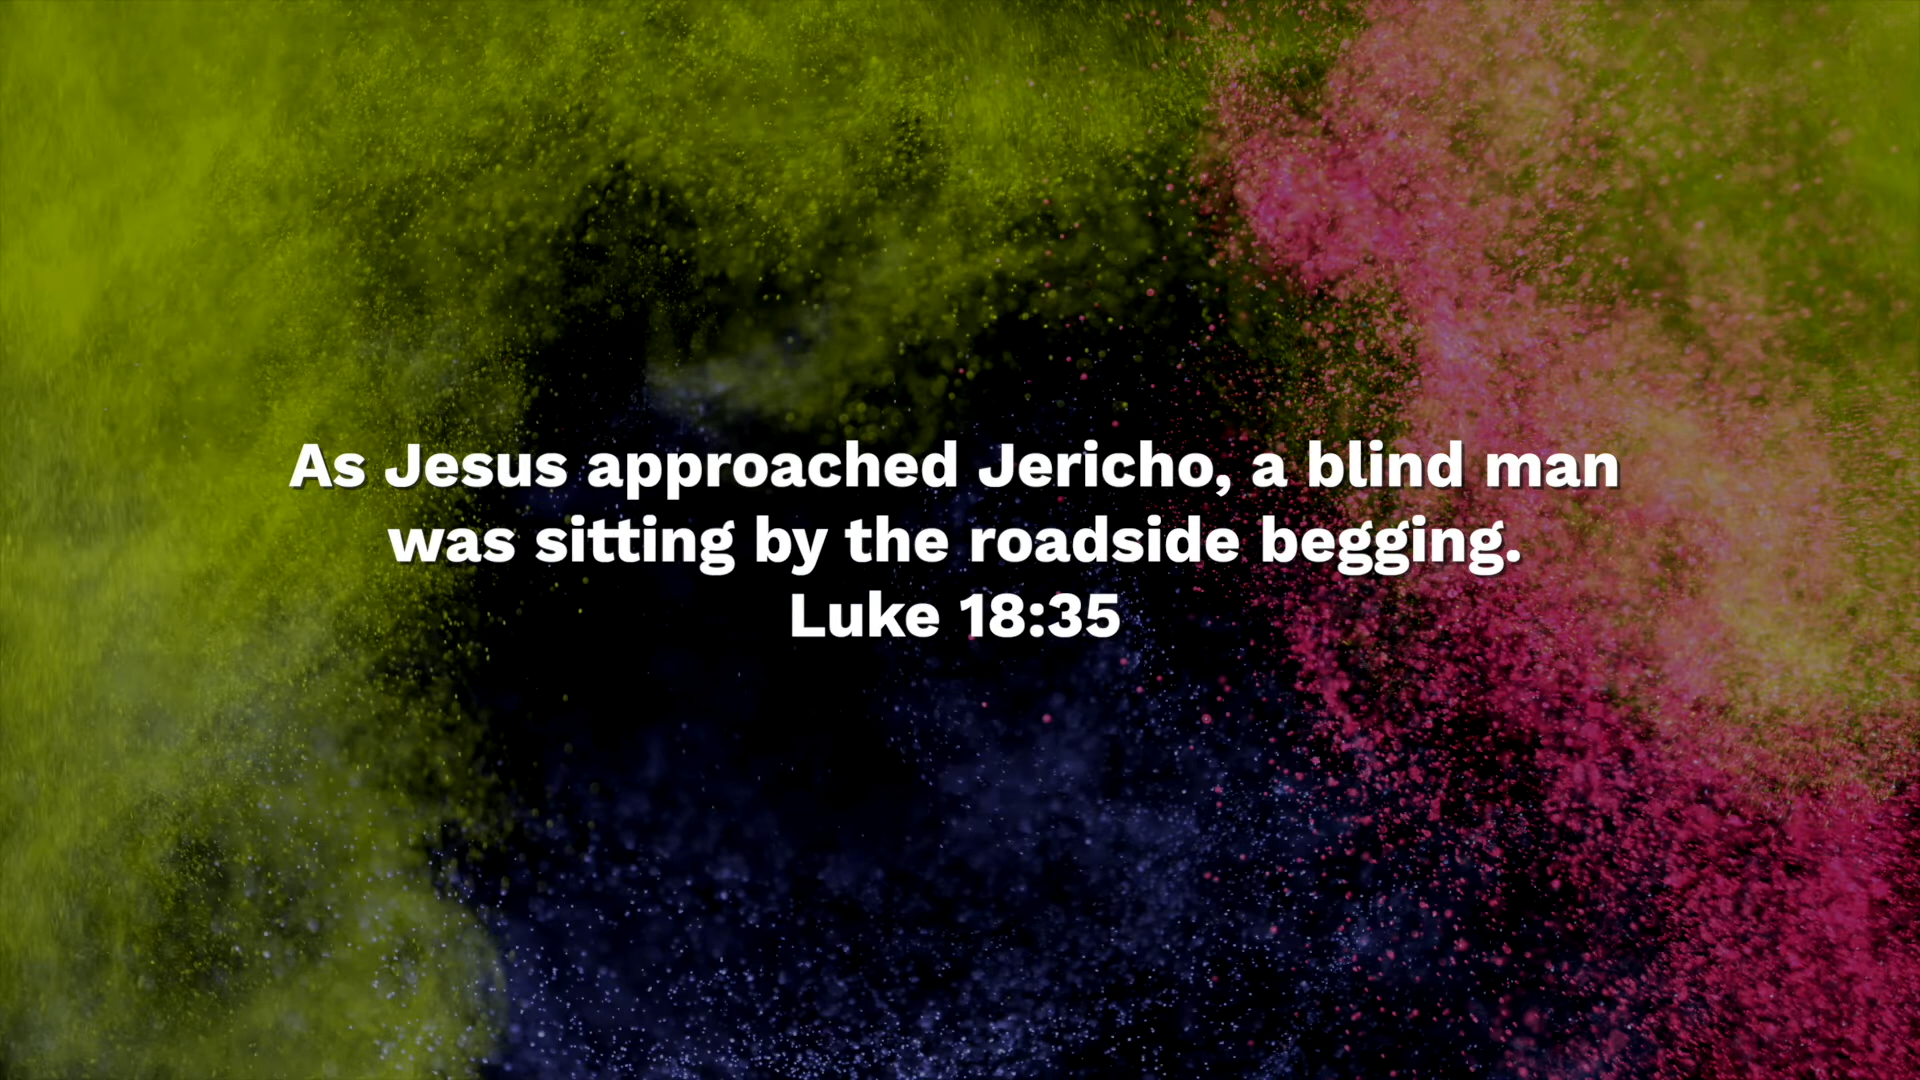 As Jesus approached Jericho, a blind man
was sitting by the roadside begging.
Luke 18:35